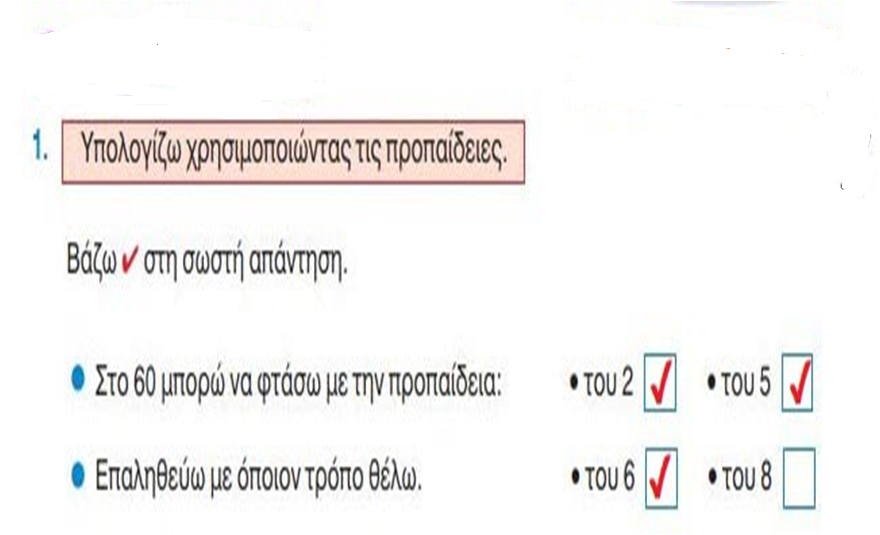 1. Υπολογίζω χρησιμοποιώντας τις προπαίδειες.
Βάζω ✓ στη σωστή απάντηση.
• Στο 60 μπορώ να φτάσω με την προπαίδεια: • του 2 ✓ • του 5 ✓
• Επαληθεύω με όποιον τρόπο θέλω. • του 6 ✓ • του 8